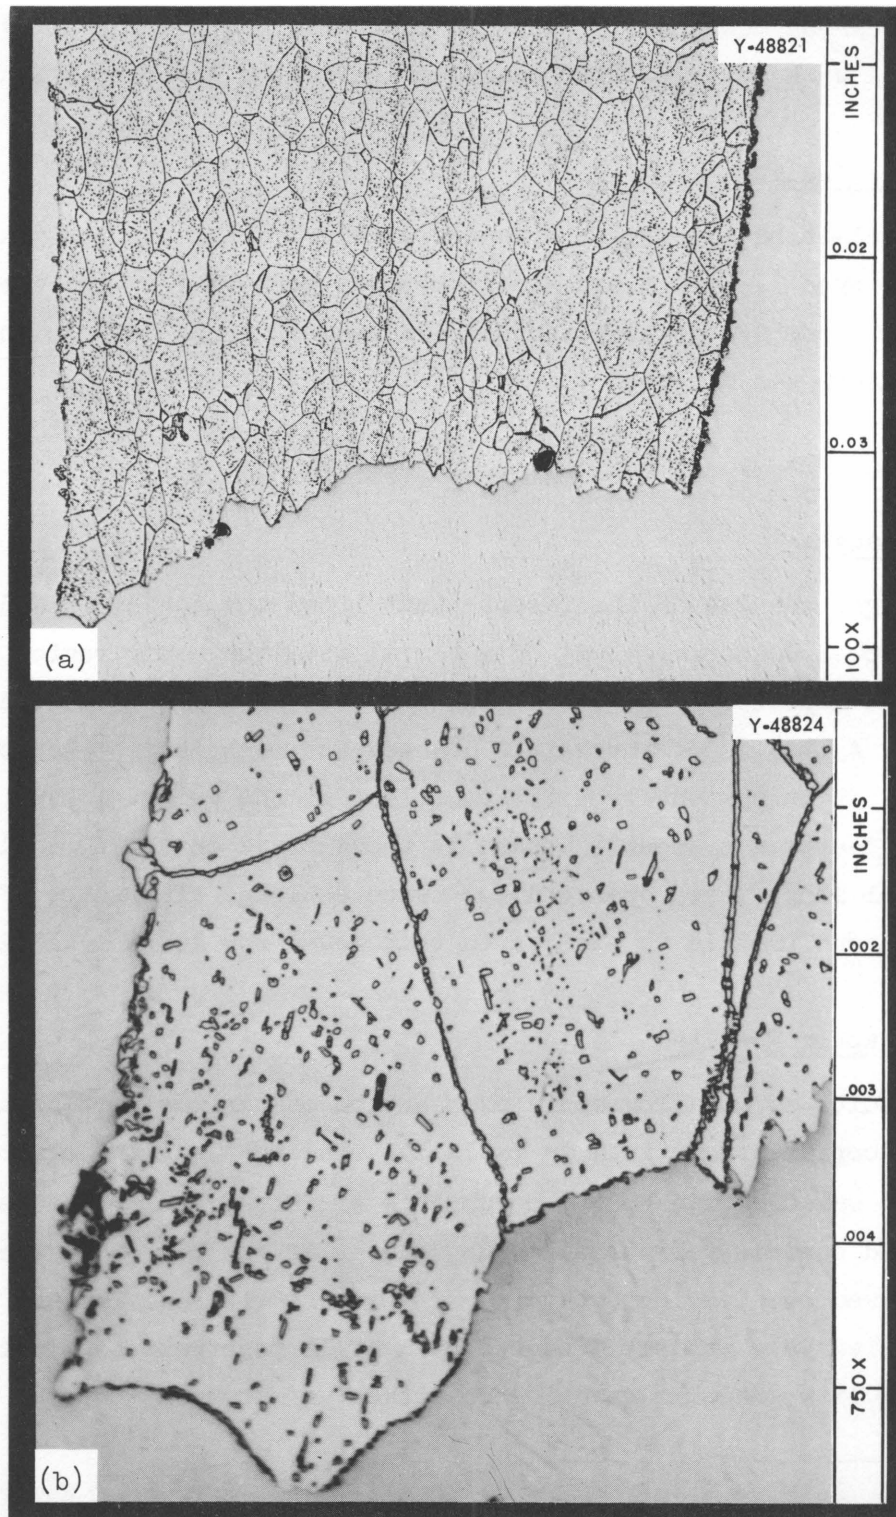 Y-48821
INCHES
0.02
0.03
100X
(a)
Y-48824
INCHES
.002
.003
.004
750X
(b)